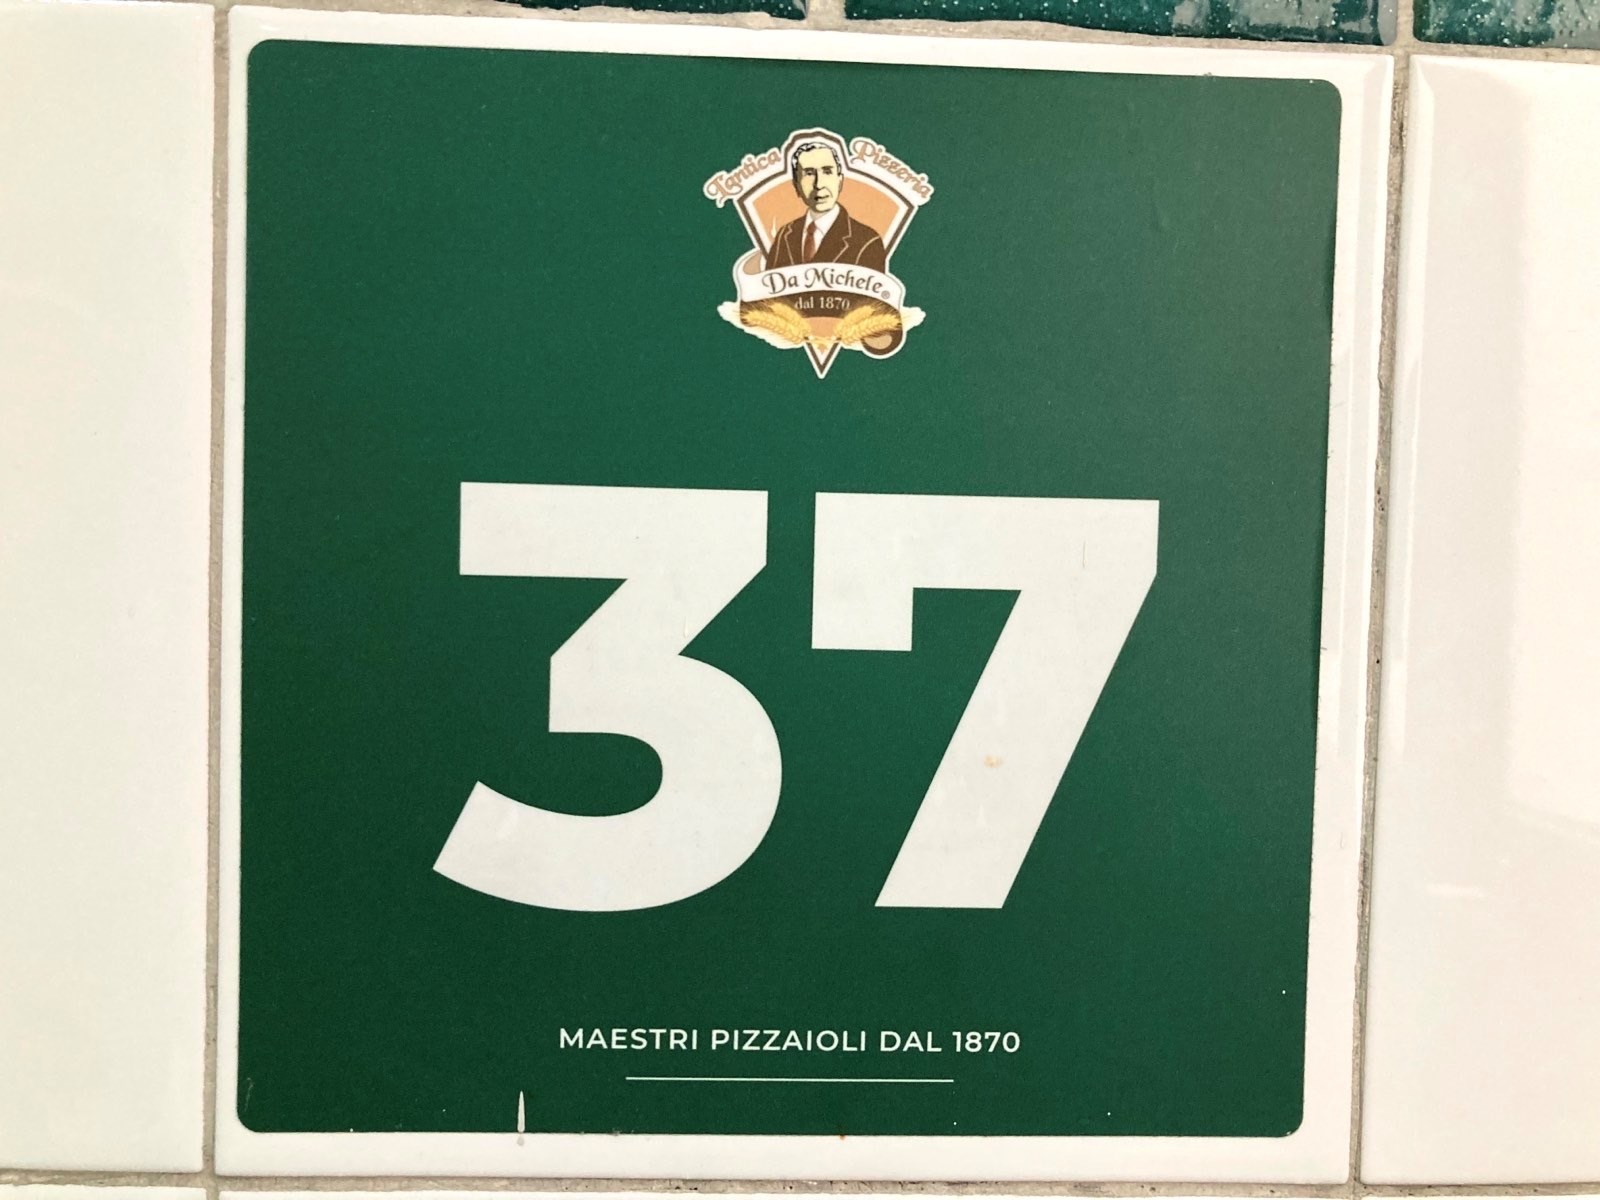 L'antica Pizzeria
Da Michele®
dal 1870
37
MAESTRI PIZZAIOLI DAL 1870